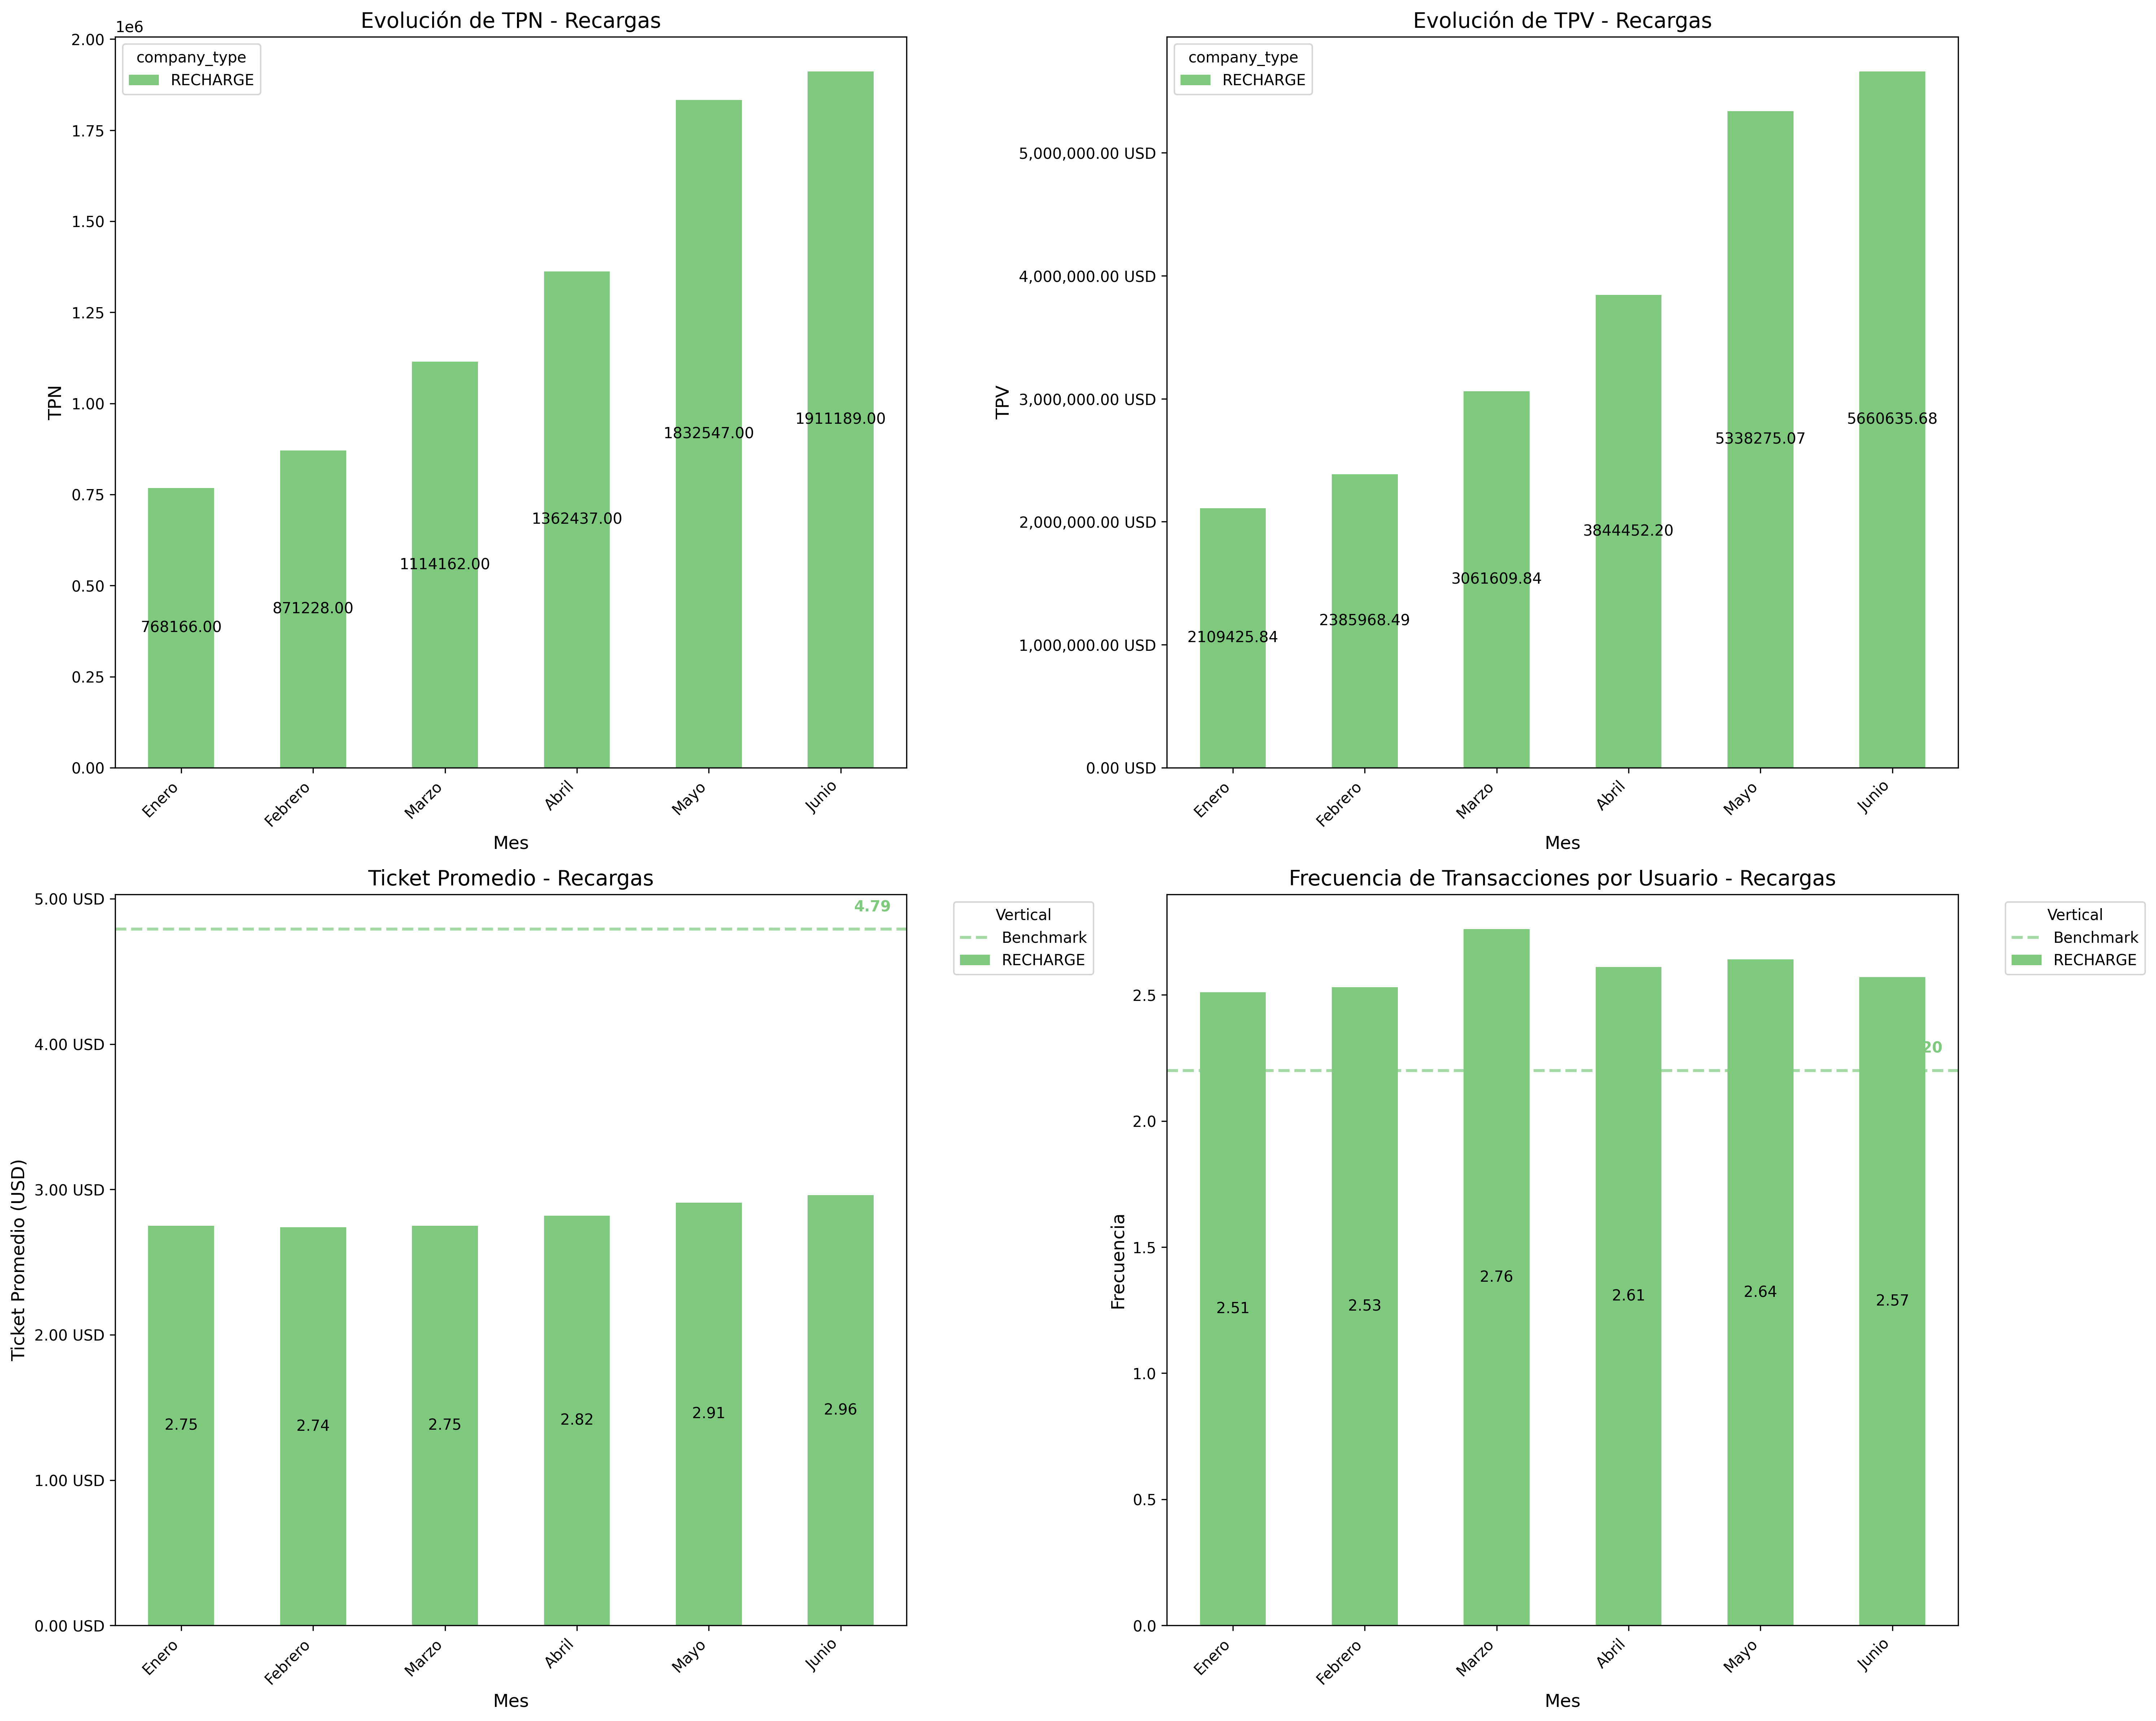 Evolución de TPN - Recargas
1e6
company_type
RECHARGE
TPN
2.00
1.75
1.50
1.25
1.00
0.75
0.50
0.25
0.00
768166.00
871228.00
1114162.00
1362437.00
1832547.00
1911189.00
Enero
Febrero
Marzo
Abril
Mayo
Junio
Mes
Evolución de TPV - Recargas
company_type
RECHARGE
TPV
5,000,000.00 USD
4,000,000.00 USD
3,000,000.00 USD
2,000,000.00 USD
1,000,000.00 USD
0.00 USD
2109425.84
2385968.49
3061609.84
3844452.20
5338275.07
5660635.68
Enero
Febrero
Marzo
Abril
Mayo
Junio
Mes
Ticket Promedio - Recargas
Vertical
Benchmark
RECHARGE
Ticket Promedio (USD)
5.00 USD
4.00 USD
3.00 USD
2.00 USD
1.00 USD
0.00 USD
4.79
2.75
2.74
2.75
2.82
2.91
2.96
Enero
Febrero
Marzo
Abril
Mayo
Junio
Mes
Frecuencia de Transacciones por Usuario - Recargas
Vertical
Benchmark
RECHARGE
Frecuencia
2.5
2.0
1.5
1.0
0.5
0.0
20
2.51
2.53
2.76
2.61
2.64
2.57
Enero
Febrero
Marzo
Abril
Mayo
Junio
Mes